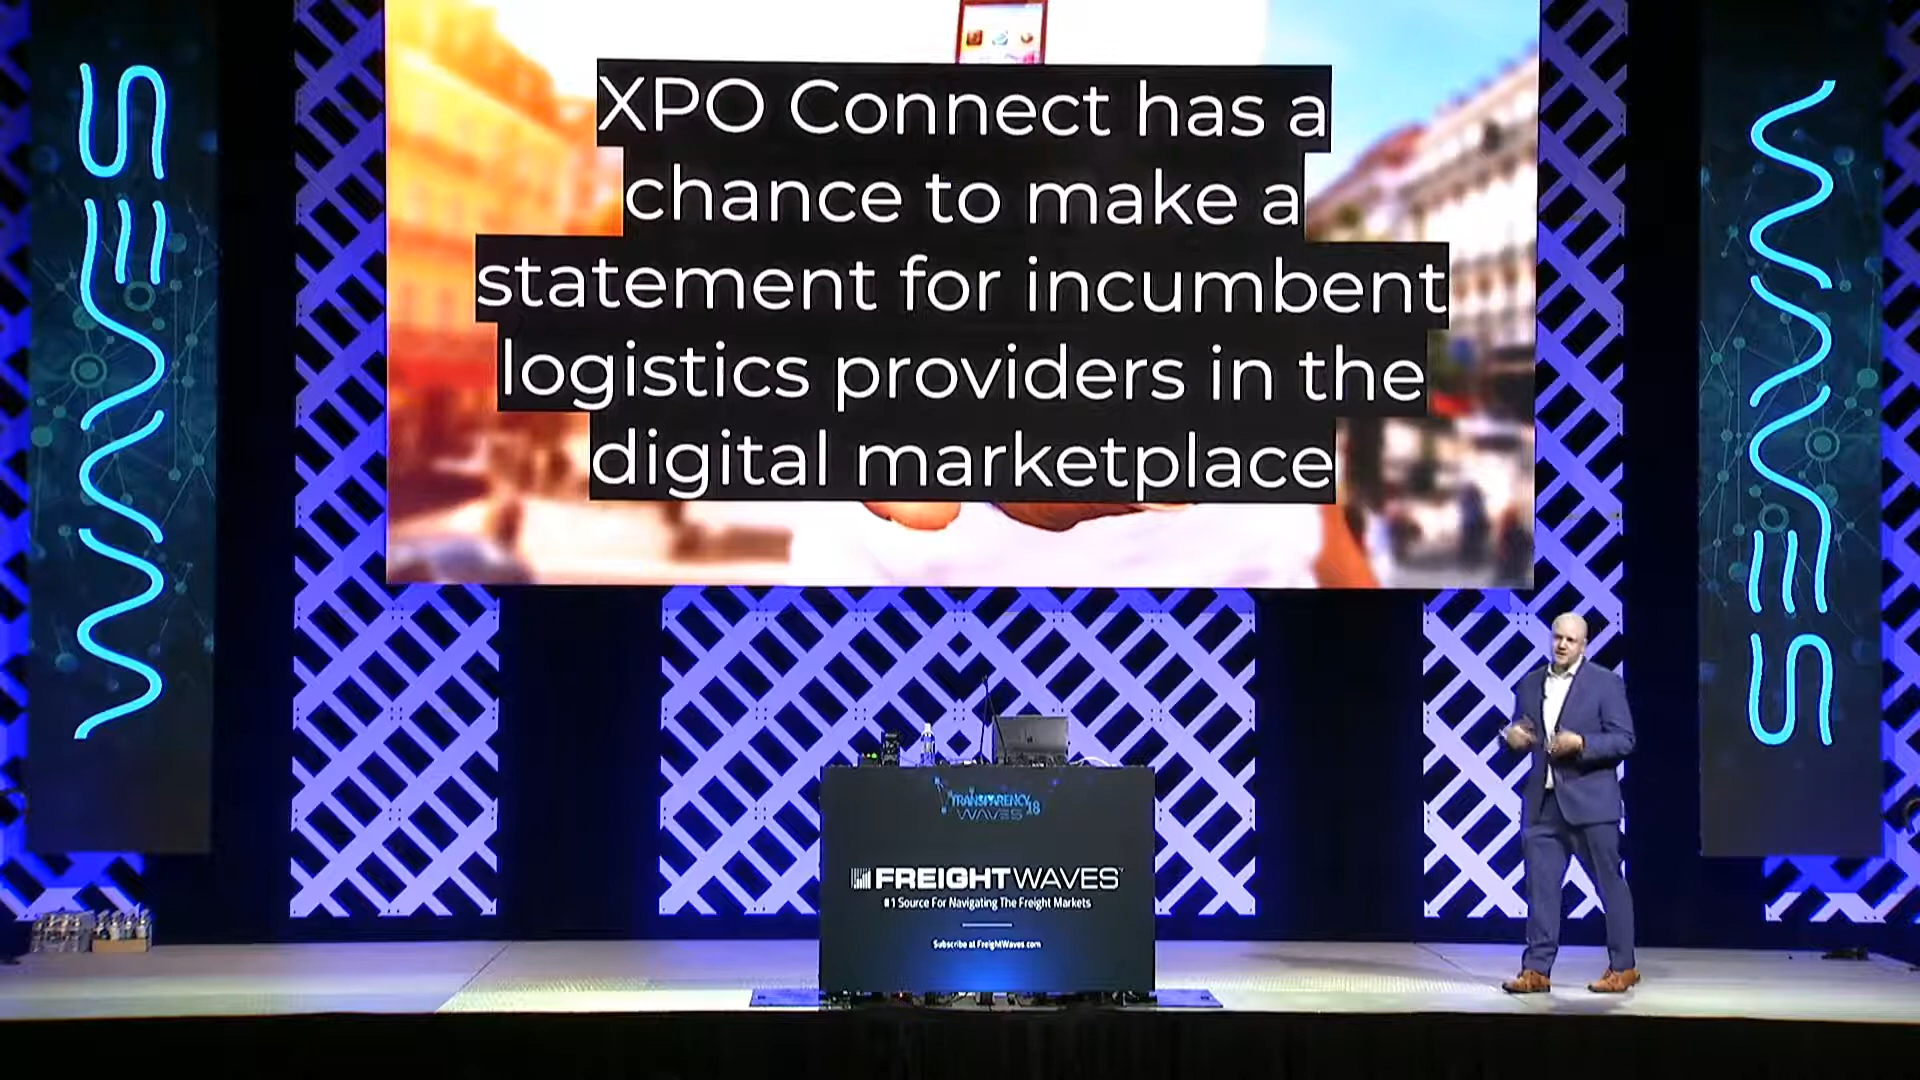 XPO Connect has a
chance to make a
statement for incumbent
logistics providers in the
digital marketplace
WAVES
WAVES
TRANSPARENCY18
WAVES
FREIGHTWAVES
#1 Source For Navigating The Freight Markets
Subscribe at FreightWaves.com